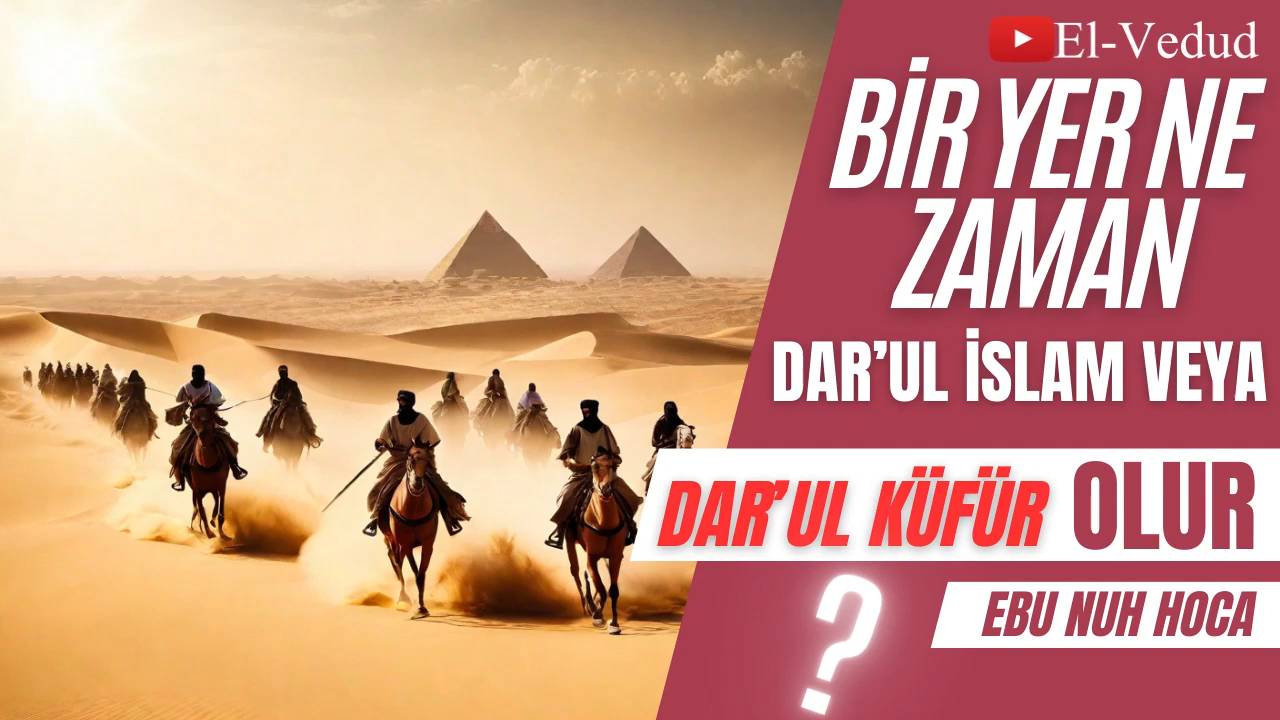 El-Vedud
BİR YER NE
ZAMAN
DAR'UL İSLAM VEYA
DAR'UL KÜFÜR OLUR
?
EBU NUH HOCA